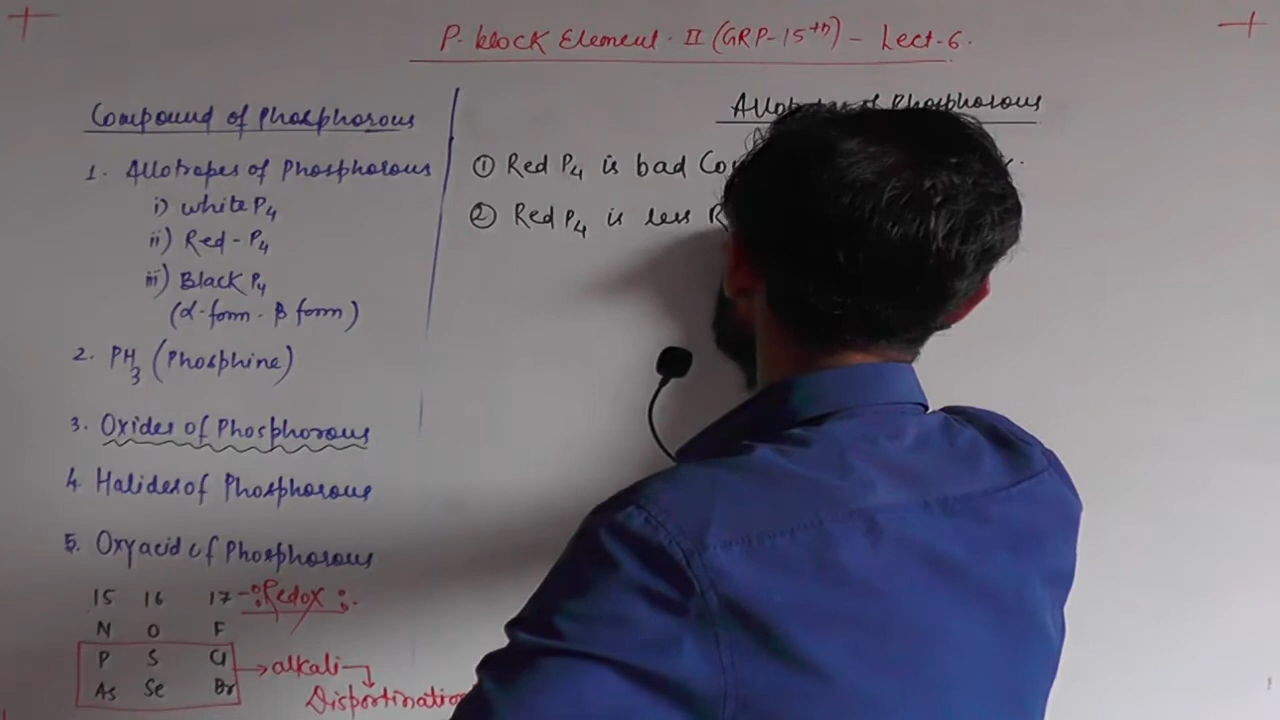 P-block Element-II (GRP-15th) - Lect-6.
Compound of Phosphorous
1. Allotropes of Phosphorous
i) white P4
ii) Red-P4
iii) Black P4
(α-form-β form)
2. PH3 (Phosphine)
3. Oxides of Phosphorous
4 Halides of Phosphorous
5. Oxyacid of Phosphorous
15 16 17 - Redox
N O F
P S Cl → alkali
As Se Br Disportination
Phosphorous
① Red P4 is bad
② Red P4 is less